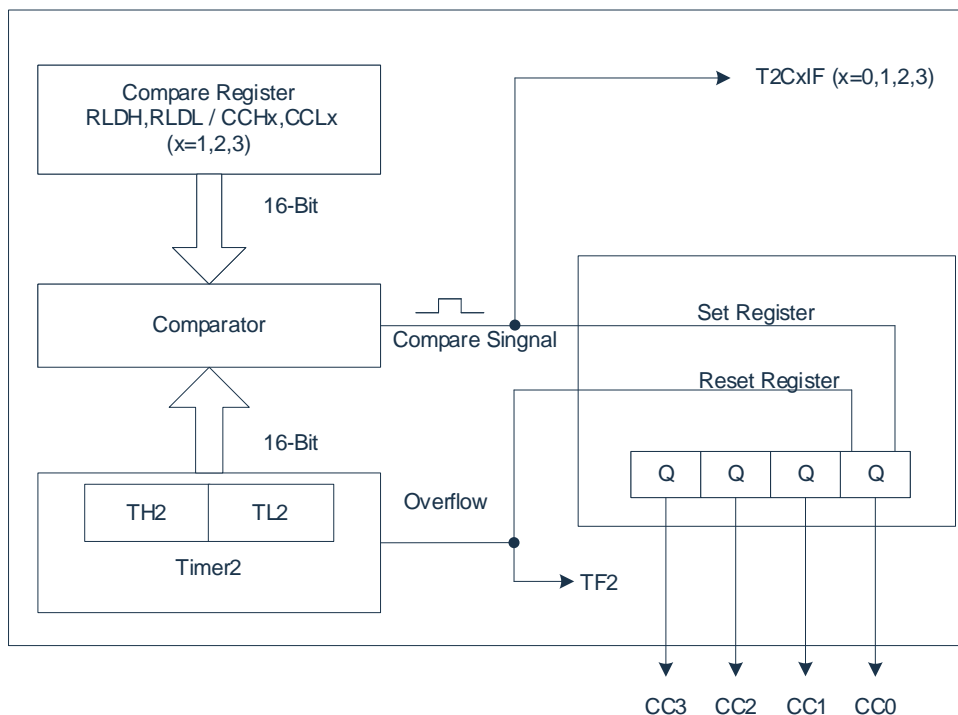 Compare Register
RLDH,RLDL / CCHx,CCLx
(x=1,2,3)
T2CxIF (x=0,1,2,3)
16-Bit
Comparator
Compare Singnal
Set Register
Reset Register
16-Bit
Overflow
Q Q Q Q
TH2 TL2
Timer2
TF2
CC3 CC2 CC1 CC0